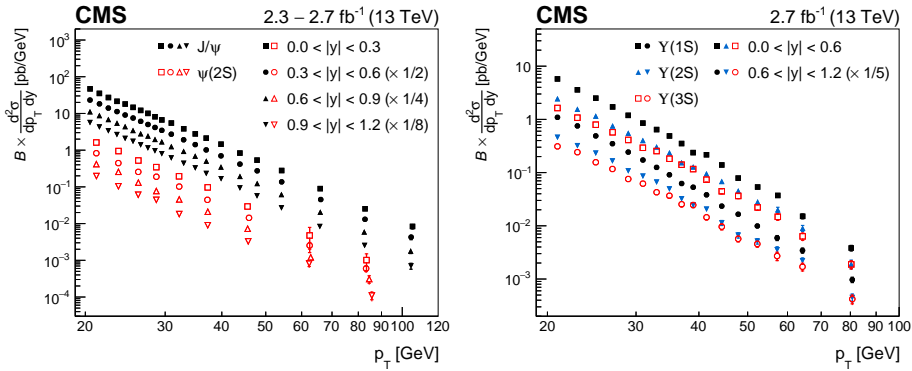 CMS
2.3 − 2.7 fb⁻¹ (13 TeV)
B × d²σ/dp_T dy [pb/GeV]
10³
10²
10
1
10⁻¹
10⁻²
10⁻³
10⁻⁴
J/ψ
ψ(2S)
0.0 < |y| < 0.3
0.3 < |y| < 0.6 (× 1/2)
0.6 < |y| < 0.9 (× 1/4)
0.9 < |y| < 1.2 (× 1/8)
20 30 40 50 60 70 100 120
p_T [GeV]
CMS
2.7 fb⁻¹ (13 TeV)
B × d²σ/dp_T dy [pb/GeV]
10
1
10⁻¹
10⁻²
10⁻³
Υ(1S)
Υ(2S)
Υ(3S)
0.0 < |y| < 0.6
0.6 < |y| < 1.2 (× 1/5)
20 30 40 50 60 70 80 100
p_T [GeV]